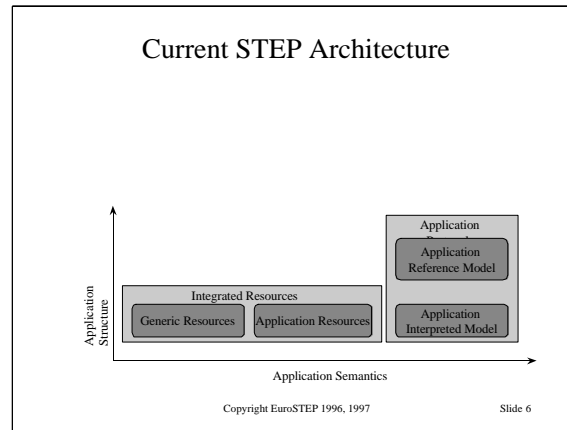 Current STEP Architecture
Application
Application
Reference Model
Integrated Resources
Generic Resources
Application Resources
Application
Interpreted Model
Application
Structure
Application Semantics
Copyright EuroSTEP 1996, 1997
Slide 6